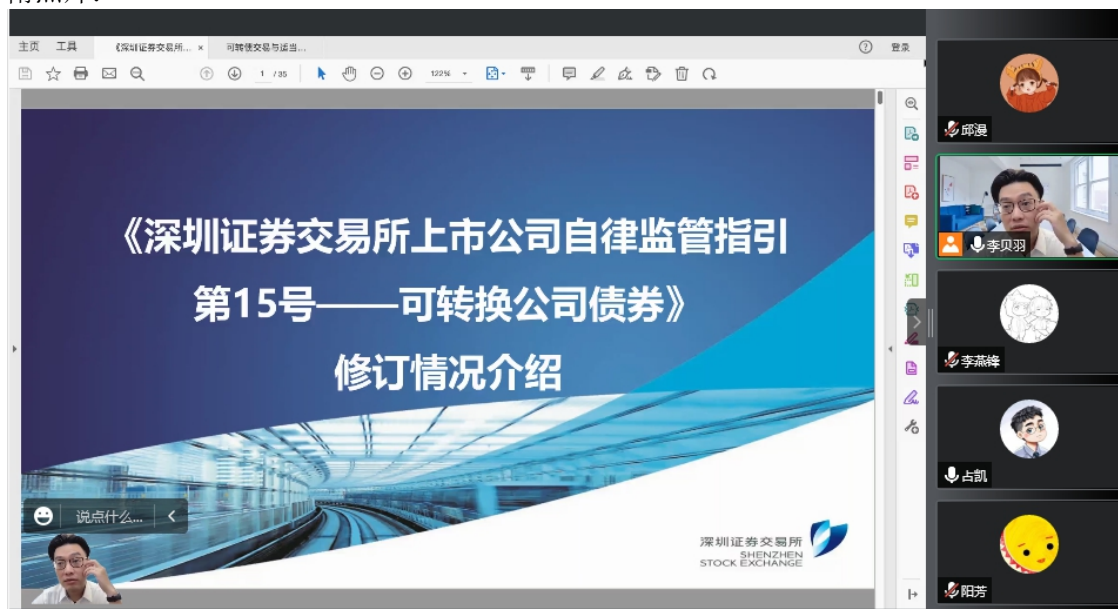 主页 工具 《深圳证券交易所... × 可转债交易与适当... ? 登录
1 / 35 122%
《深圳证券交易所上市公司自律监管指引
第15号——可转换公司债券》
修订情况介绍
说点什么...
深圳证券交易所
SHENZHEN
STOCK EXCHANGE
邱漫
李贝羽
李燕锋
占凯
阳芳